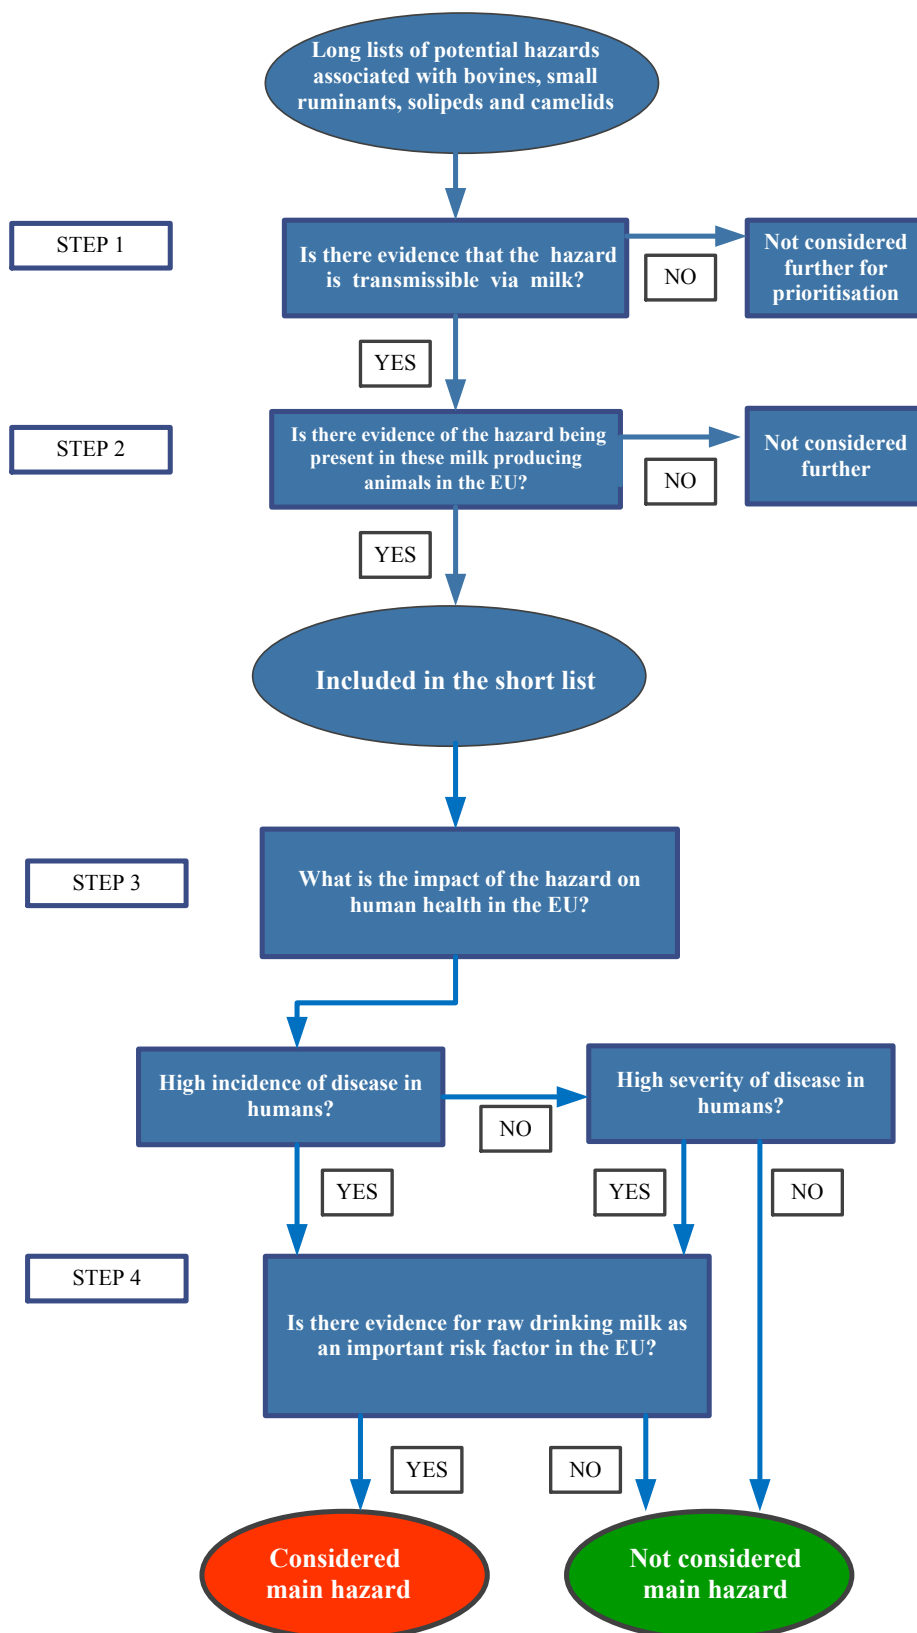 Long lists of potential hazards
associated with bovines, small
ruminants, solipeds and camelids
STEP 1
Is there evidence that the hazard
is transmissible via milk?
NO
Not considered
further for
prioritisation
YES
STEP 2
Is there evidence of the hazard being
present in these milk producing
animals in the EU?
NO
Not considered
further
YES
Included in the short list
STEP 3
What is the impact of the hazard on
human health in the EU?
High incidence of disease in
humans?
NO
High severity of disease in
humans?
YES
YES
NO
STEP 4
Is there evidence for raw drinking milk as
an important risk factor in the EU?
YES
NO
Considered
main hazard
Not considered
main hazard